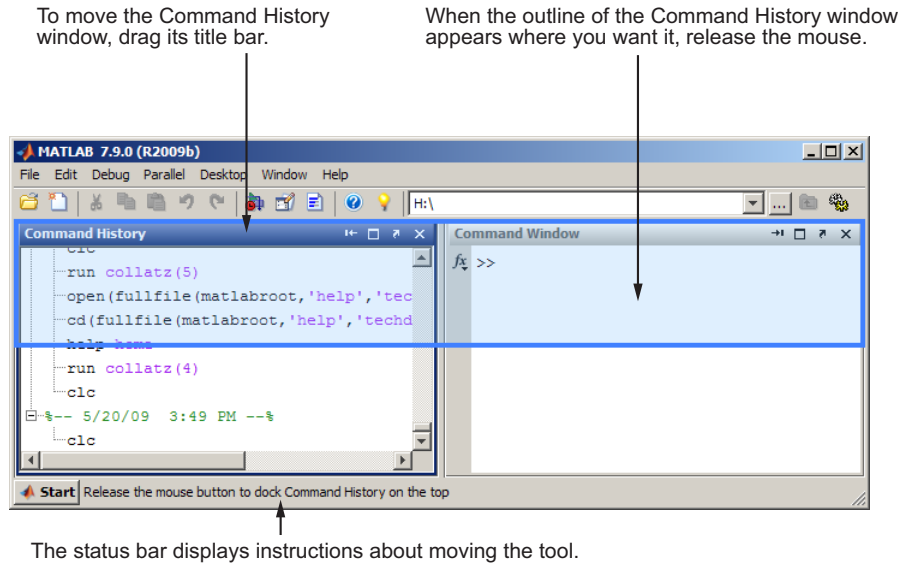 To move the Command History
window, drag its title bar.
When the outline of the Command History window
appears where you want it, release the mouse.
MATLAB 7.9.0 (R2009b)
File Edit Debug Parallel Desktop Window Help
H:\
...
Command History
clc
run collatz(5)
open(fullfile(matlabroot,'help','tec
cd(fullfile(matlabroot,'help','techd
help
run collatz(4)
clc
%-- 5/20/09 3:49 PM --%
clc
Command Window
fx >>
Start Release the mouse button to dock Command History on the top
The status bar displays instructions about moving the tool.